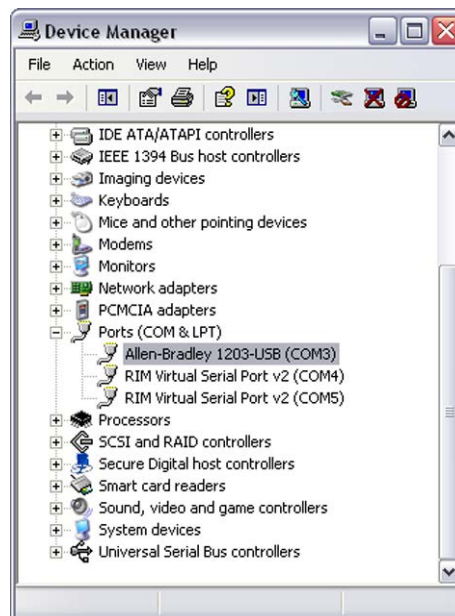 Device Manager
File Action View Help
IDE ATA/ATAPI controllers
IEEE 1394 Bus host controllers
Imaging devices
Keyboards
Mice and other pointing devices
Modems
Monitors
Network adapters
PCMCIA adapters
Ports (COM & LPT)
Allen-Bradley 1203-USB (COM3)
RIM Virtual Serial Port v2 (COM4)
RIM Virtual Serial Port v2 (COM5)
Processors
SCSI and RAID controllers
Secure Digital host controllers
Smart card readers
Sound, video and game controllers
System devices
Universal Serial Bus controllers